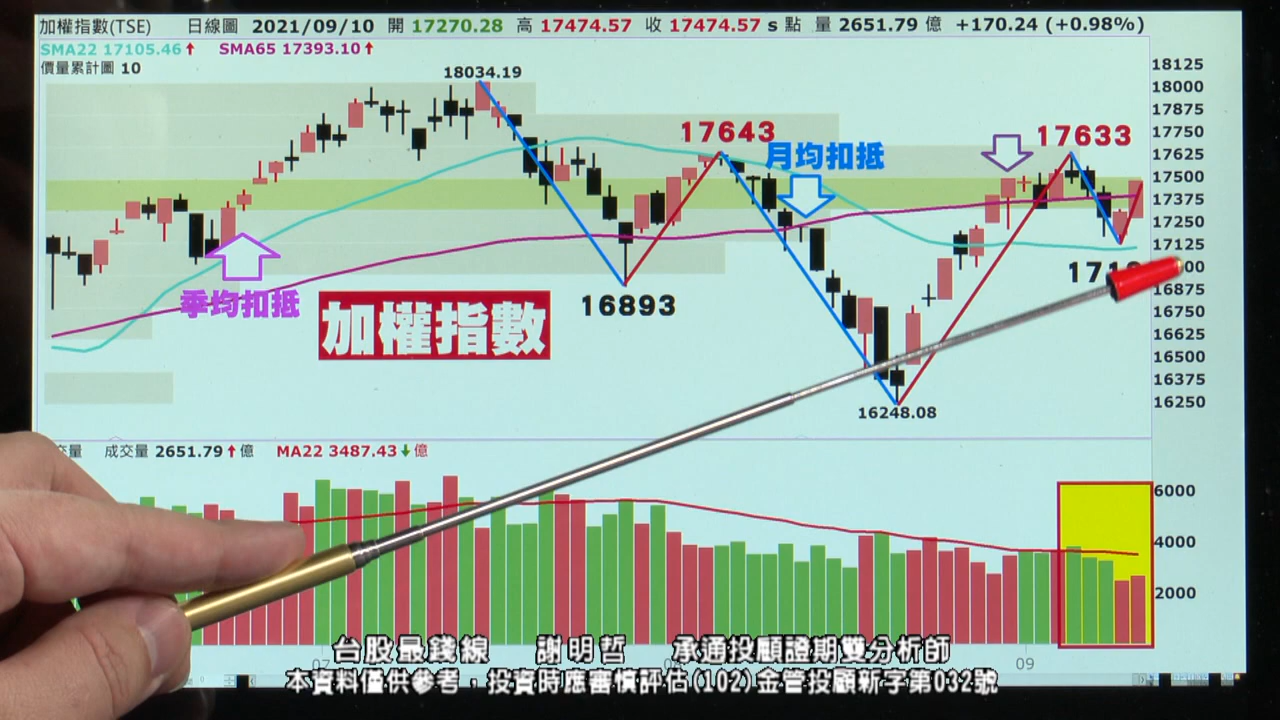 加權指數(TSE) 日線圖 2021/09/10 開 17270.28 高 17474.57 收 17474.57 s 點 量 2651.79 億 +170.24 (+0.98%)
SMA22 17105.46 SMA65 17393.10
價量累計圖 10
18034.19
17643
月均扣抵
17633
季均扣抵
加權指數
16893
16248.08
18125
18000
17875
17750
17625
17500
17375
17250
17125
16875
16750
16625
16500
16375
16250
成交量 2651.79 億 MA22 3487.43 億
6000
4000
2000
07
09
台股最錢線 謝明哲 承通投顧證期雙分析師
本資料僅供參考，投資時應審慎評估(102)金管投顧新字第032號